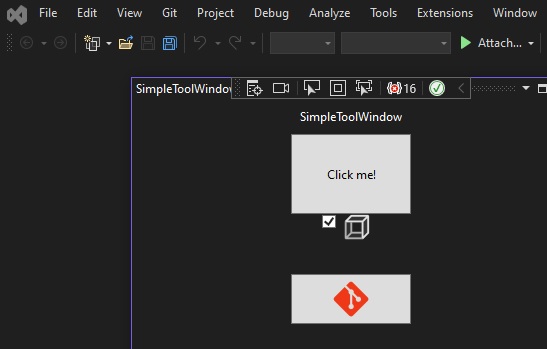 File Edit View Git Project Debug Analyze Tools Extensions Window
Attach...
SimpleToolWindow 16
SimpleToolWindow
Click me!